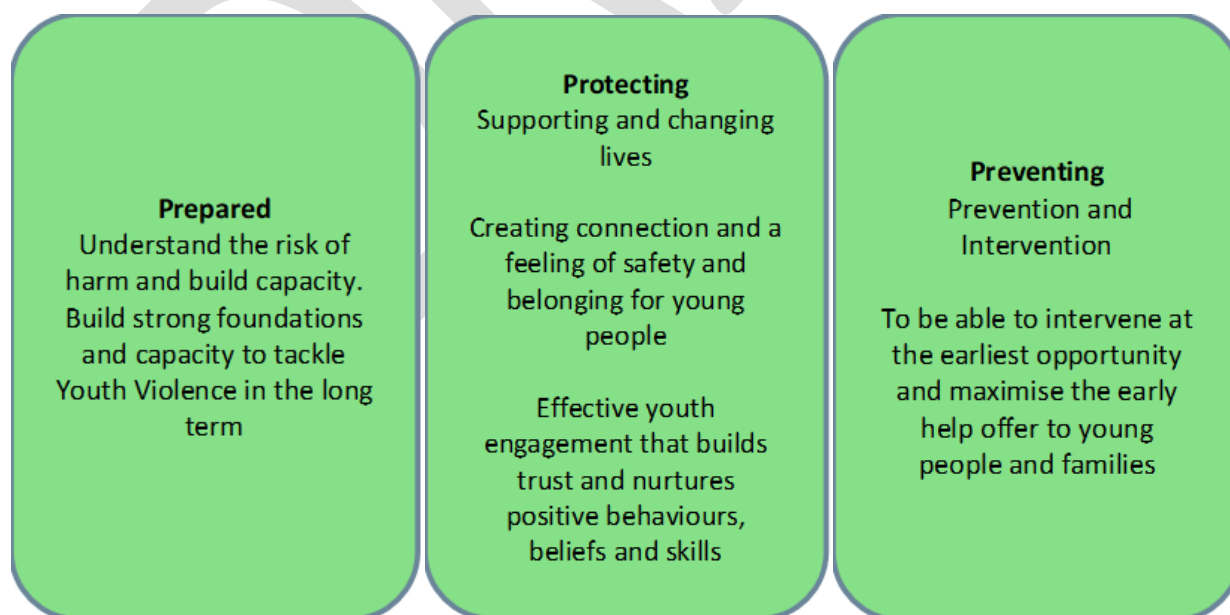 Prepared
Understand the risk of
harm and build capacity.
Build strong foundations
and capacity to tackle
Youth Violence in the long
term
Protecting
Supporting and changing
lives
Creating connection and a
feeling of safety and
belonging for young
people
Effective youth
engagement that builds
trust and nurtures
positive behaviours,
beliefs and skills
Preventing
Prevention and
Intervention
To be able to intervene at
the earliest opportunity
and maximise the early
help offer to young
people and families